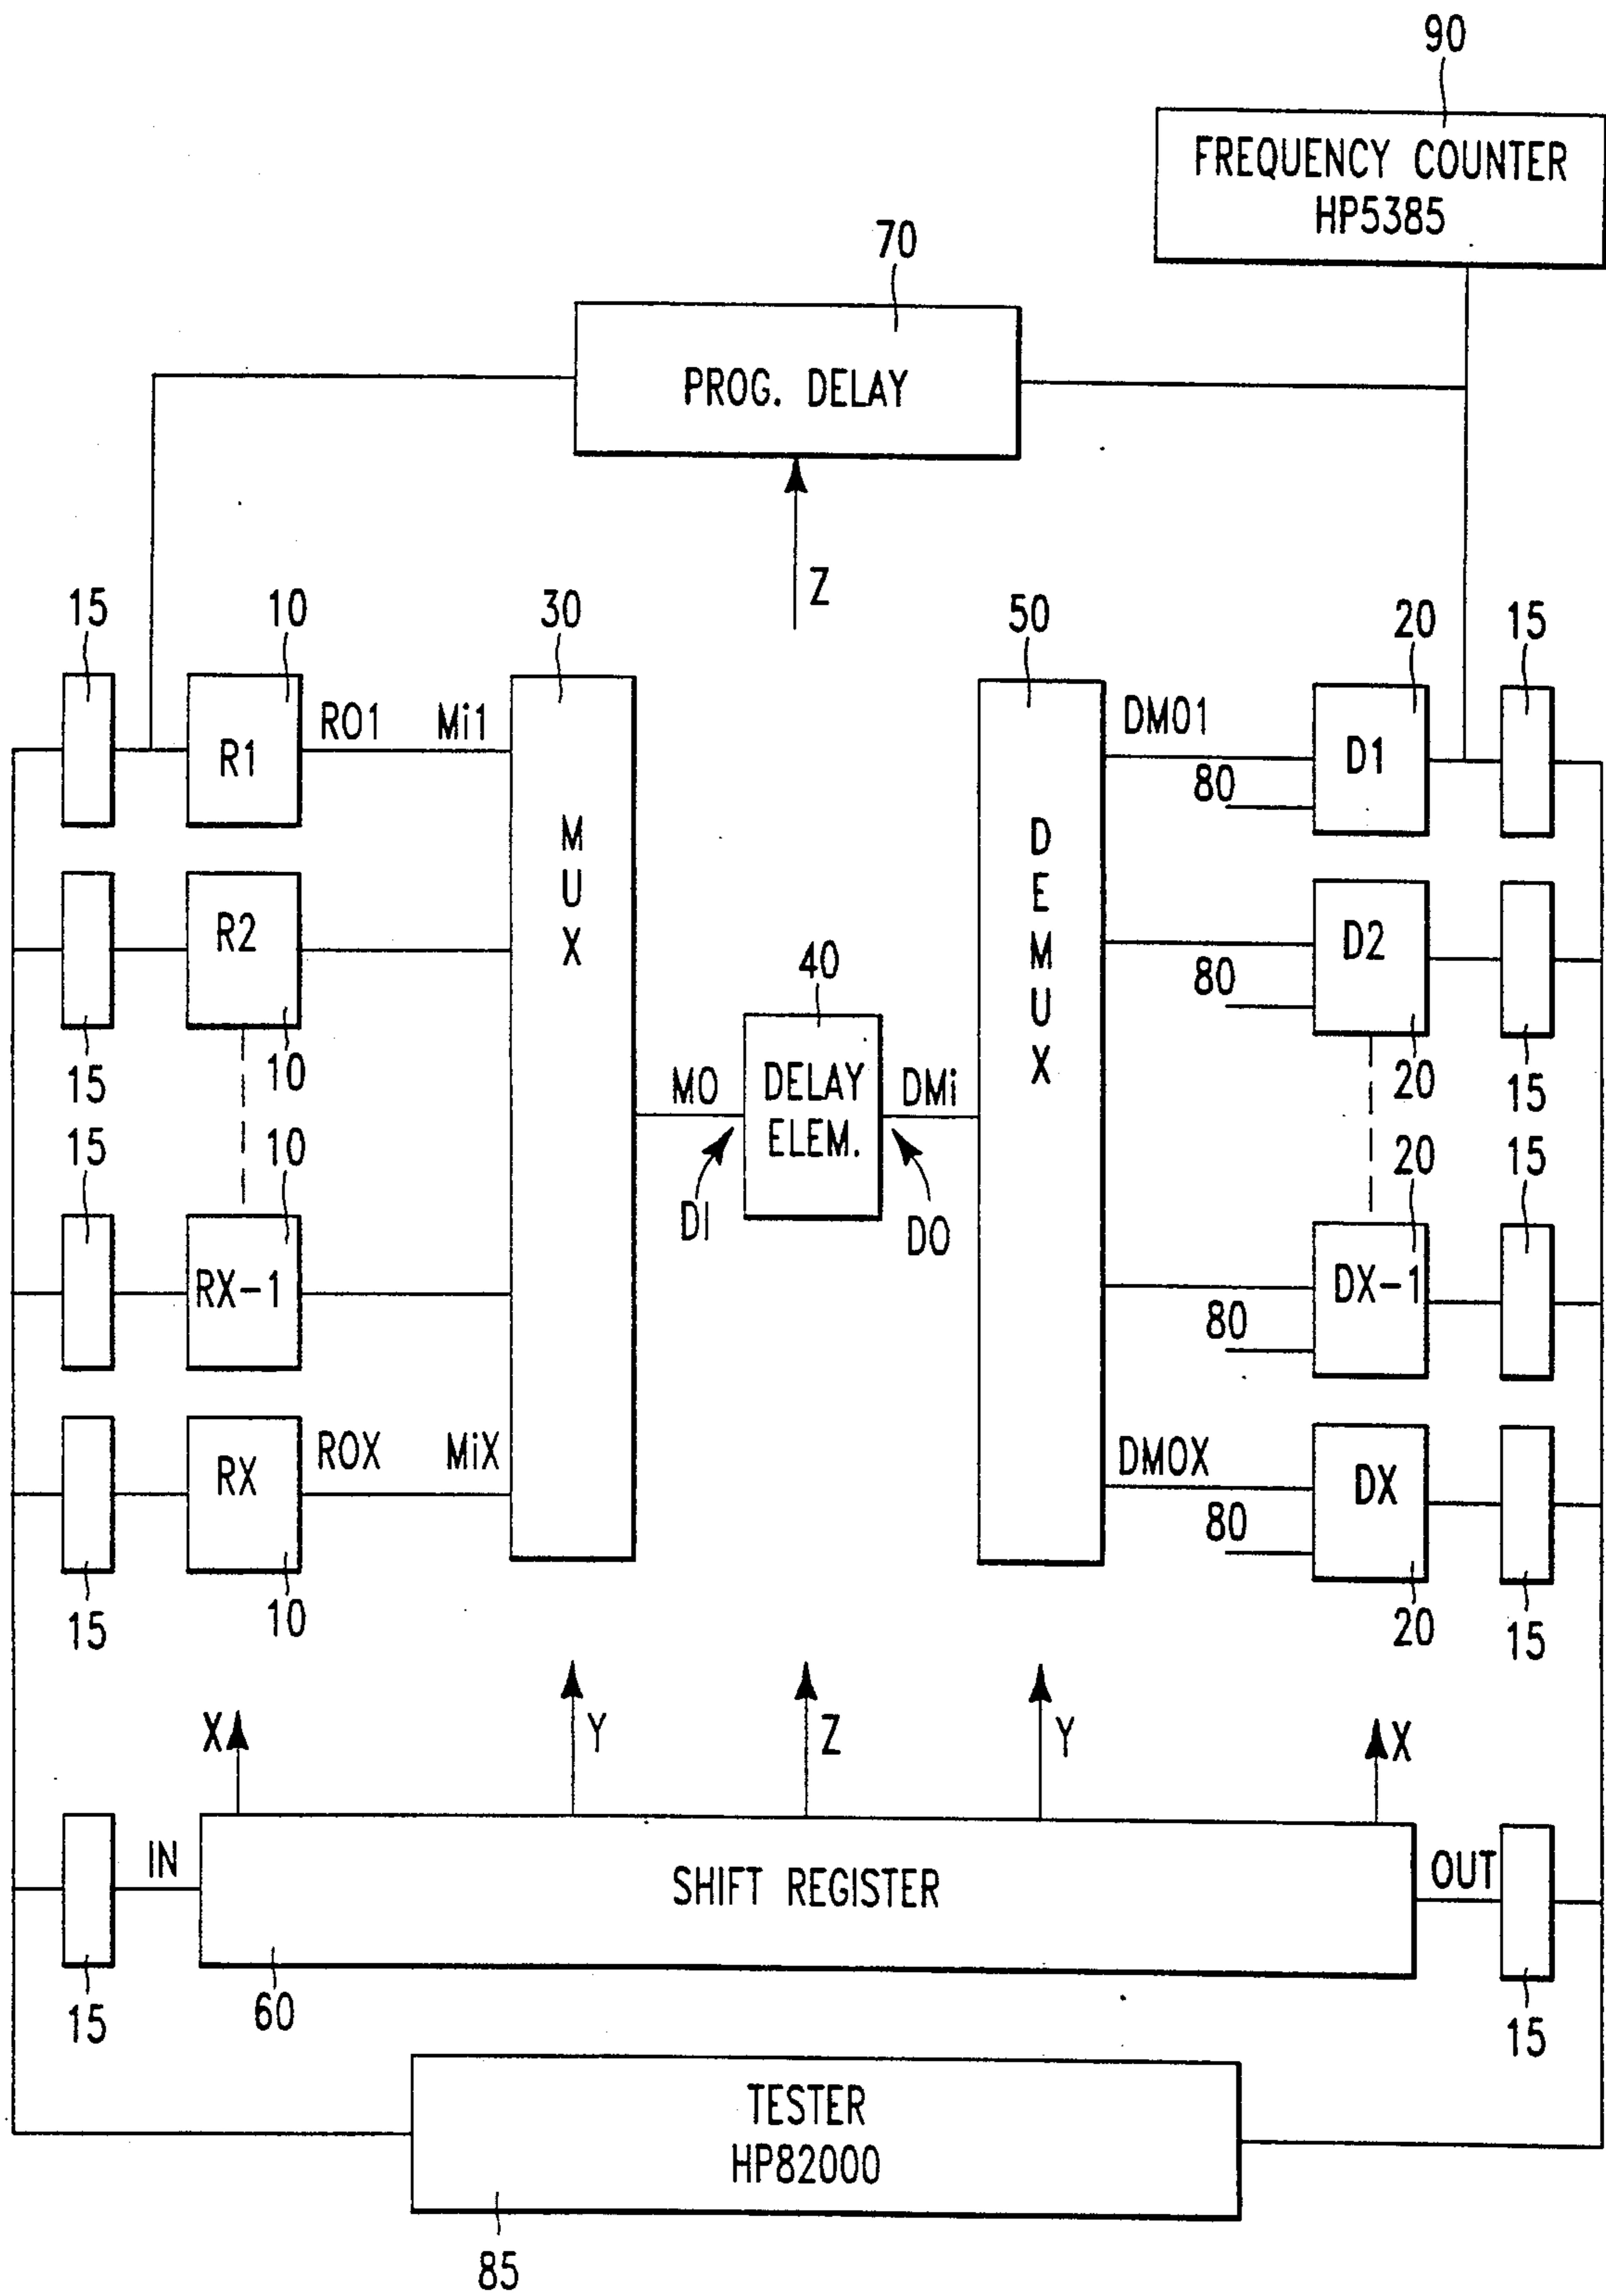 90
FREQUENCY COUNTER
HP5385
70
PROG. DELAY
Z
15
10
30
50
20
15
R1
RO1
Mi1
DMO1
D1
80
MUX
DEMUX
R2
D2
80
40
15
10
20
15
MO
DELAY
ELEM.
DMi
DI
DO
15
10
20
15
RX-1
DX-1
80
RX
ROX
MiX
DMOX
DX
80
15
10
20
15
X
Y
Z
Y
X
IN
SHIFT REGISTER
OUT
15
60
15
TESTER
HP82000
85